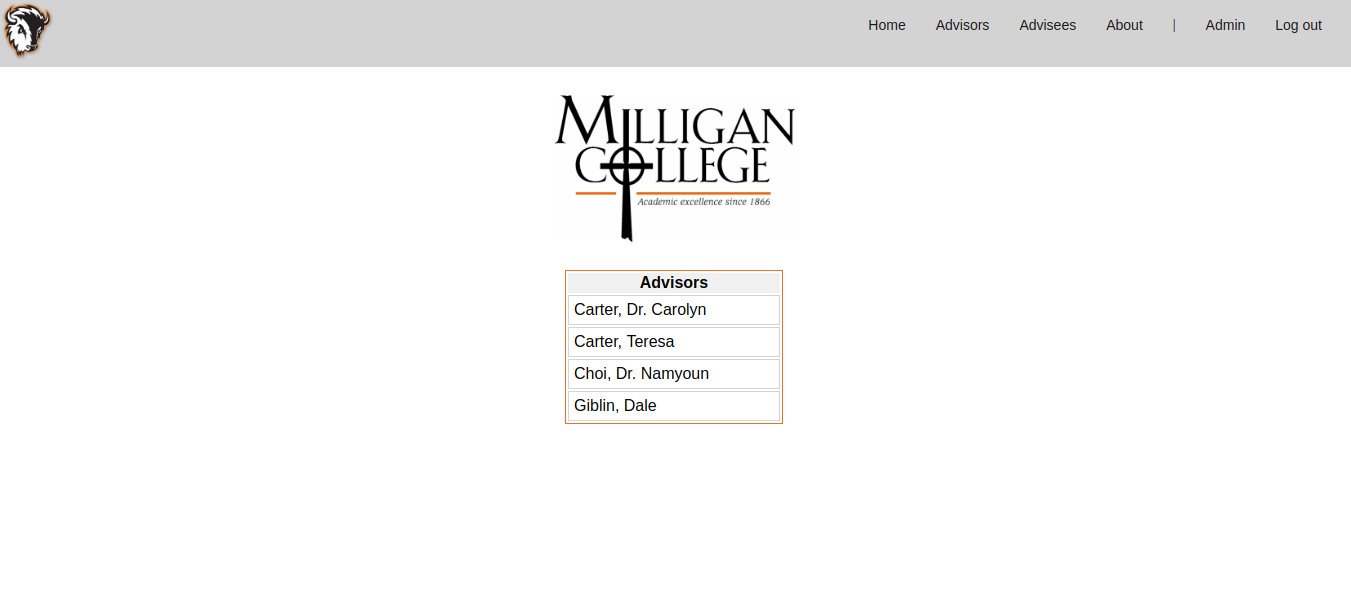 Home Advisors Advisees About | Admin Log out
MILLIGAN
COLLEGE
Academic excellence since 1866
Advisors
Carter, Dr. Carolyn
Carter, Teresa
Choi, Dr. Namyoun
Giblin, Dale